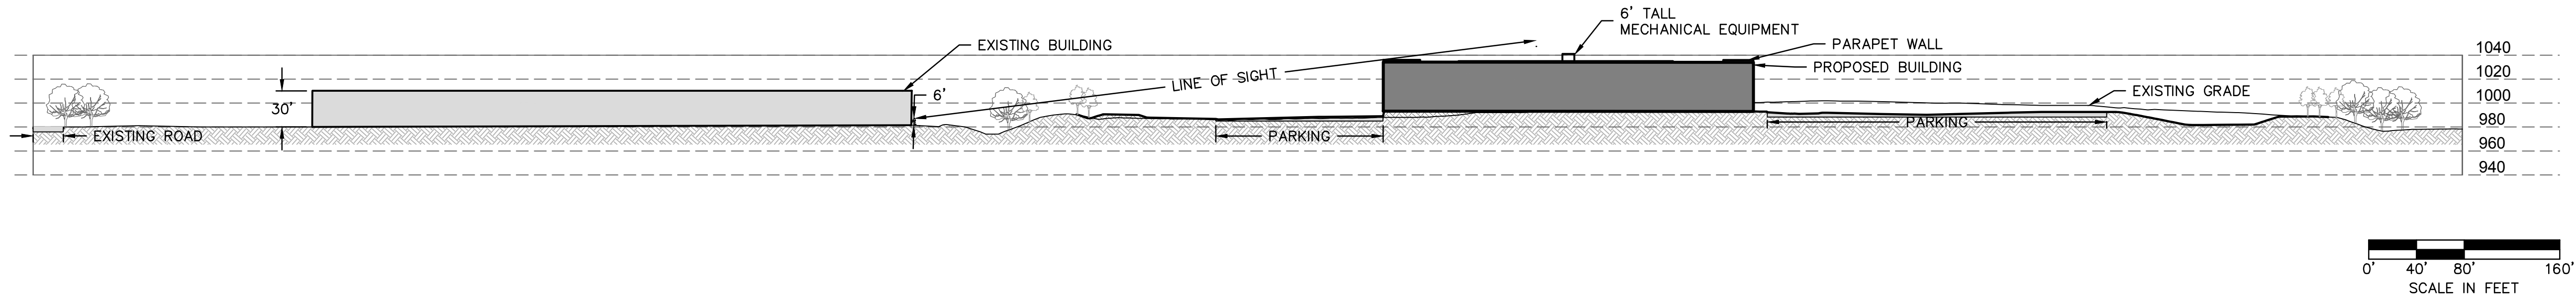 6' TALL
MECHANICAL EQUIPMENT
EXISTING BUILDING
PARAPET WALL
1040
PROPOSED BUILDING
1020
LINE OF SIGHT
EXISTING GRADE
6'
1000
30'
980
PARKING
EXISTING ROAD
PARKING
960
940
0' 40' 80' 160'
SCALE IN FEET